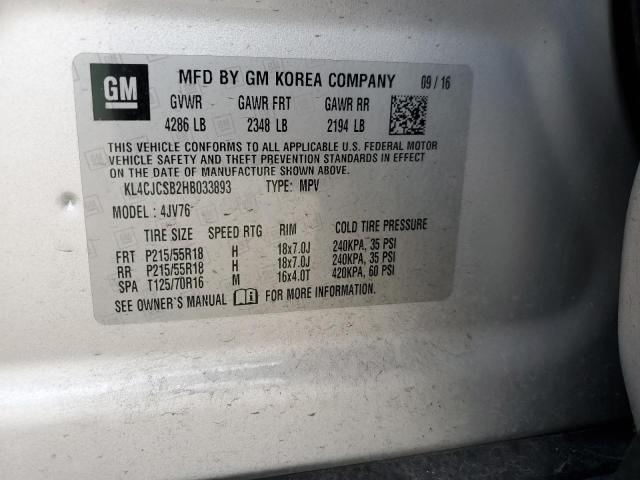 GM MFD BY GM KOREA COMPANY 09/16
GVWR GAWR FRT GAWR RR
4286 LB 2348 LB 2194 LB
THIS VEHICLE CONFORMS TO ALL APPLICABLE U.S. FEDERAL MOTOR
VEHICLE SAFETY AND THEFT PREVENTION STANDARDS IN EFFECT
ON THE DATE OF MANUFACTURE SHOWN ABOVE.
KL4CJCSB2HB033893 TYPE: MPV
MODEL: 4JV76
TIRE SIZE SPEED RTG RIM COLD TIRE PRESSURE
FRT P215/55R18 H 18x7.0J 240KPA, 35 PSI
RR P215/55R18 H 18x7.0J 240KPA, 35 PSI
SPA T125/70R16 M 16x4.0T 420KPA, 60 PSI
SEE OWNER'S MANUAL FOR MORE INFORMATION.